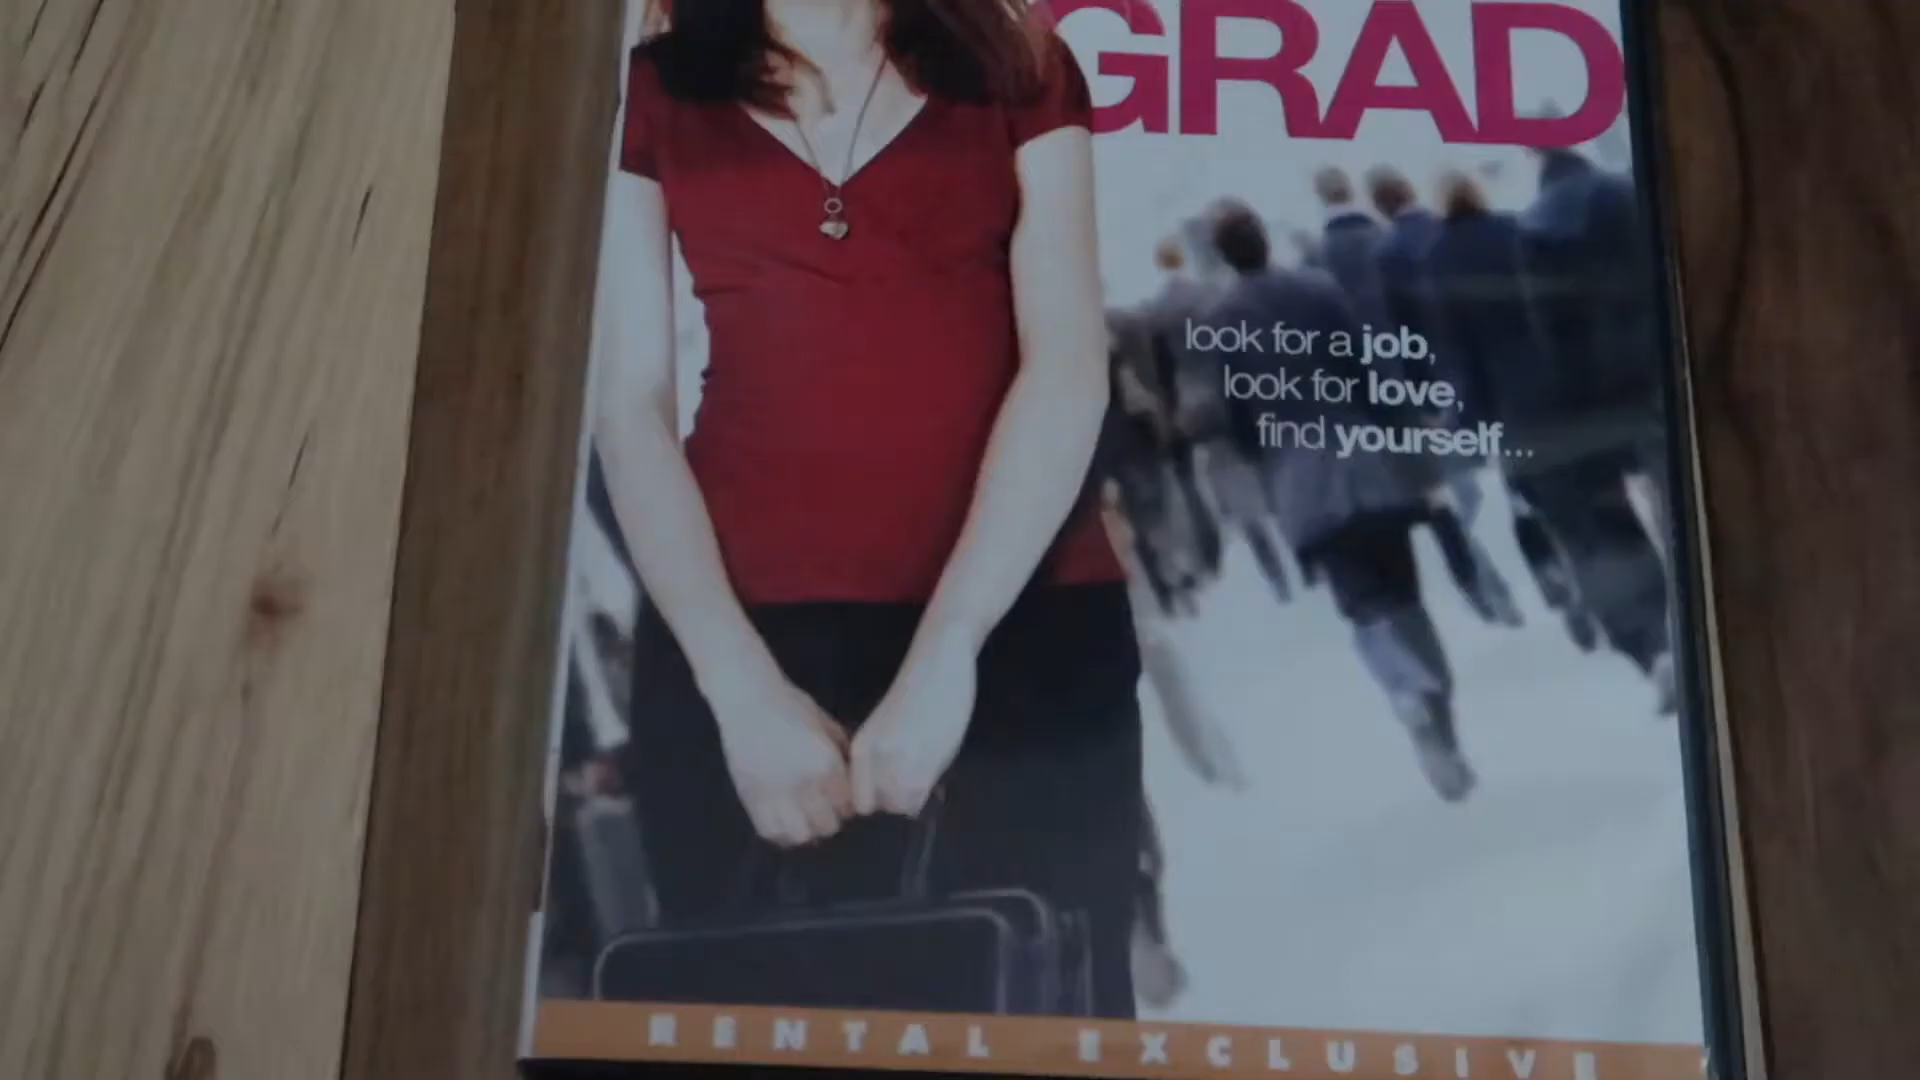 GRAD
look for a job,
look for love,
find yourself...
RENTAL EXCLUSIVE